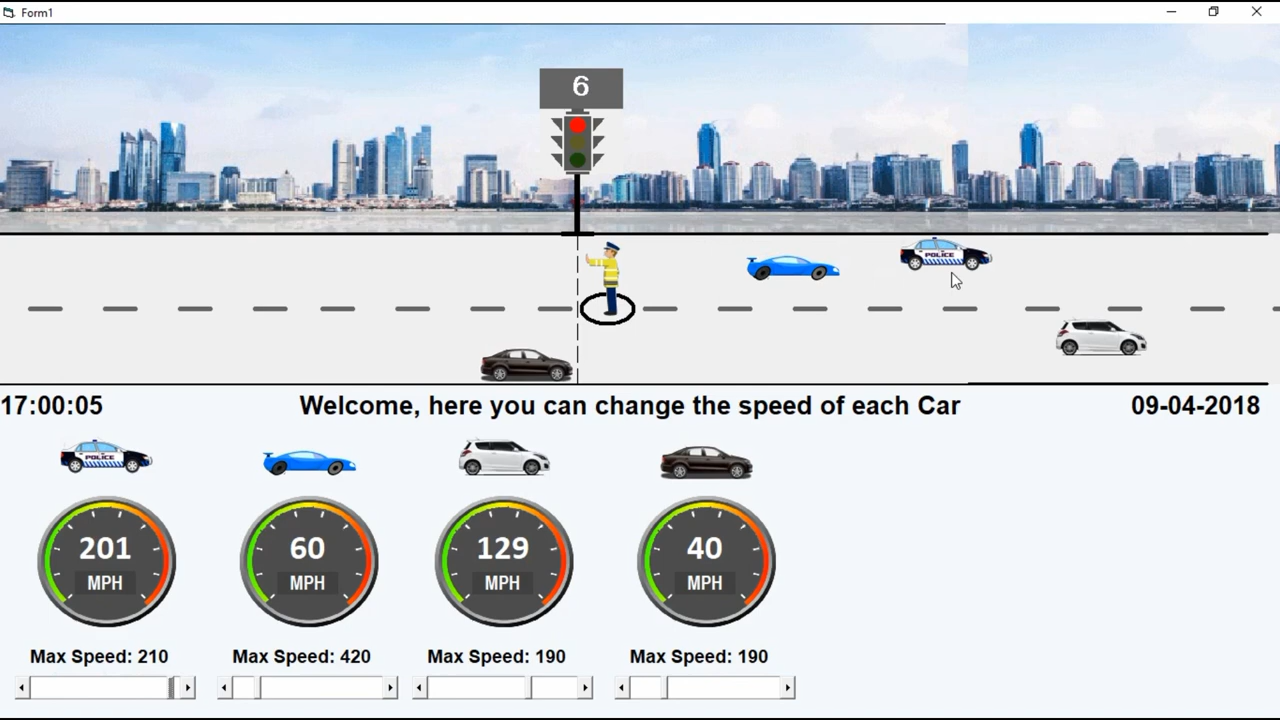 Form1
6
POLICE
17:00:05 Welcome, here you can change the speed of each Car 09-04-2018
POLICE
201 60 129 40
MPH MPH MPH MPH
Max Speed: 210 Max Speed: 420 Max Speed: 190 Max Speed: 190